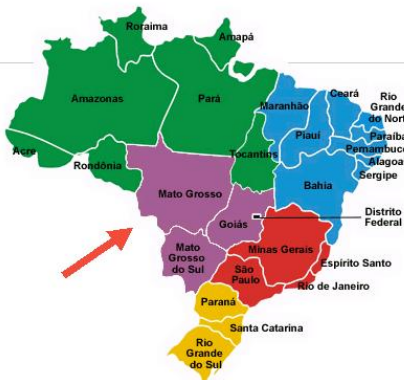 Roraima
Amapá
Amazonas
Pará
Maranhão
Ceará
Rio
Grande
do Nort
Piauí
Paraíba
Pernambuco
Alagoa
Sergipe
Acre
Rondônia
Tocantins
Bahia
Mato Grosso
Goiás
Distrito
Federal
Mato
Grosso
do Sul
Minas Gerais
Espírito Santo
São
Paulo
Rio de Janeiro
Paraná
Santa Catarina
Rio
Grande
do Sul